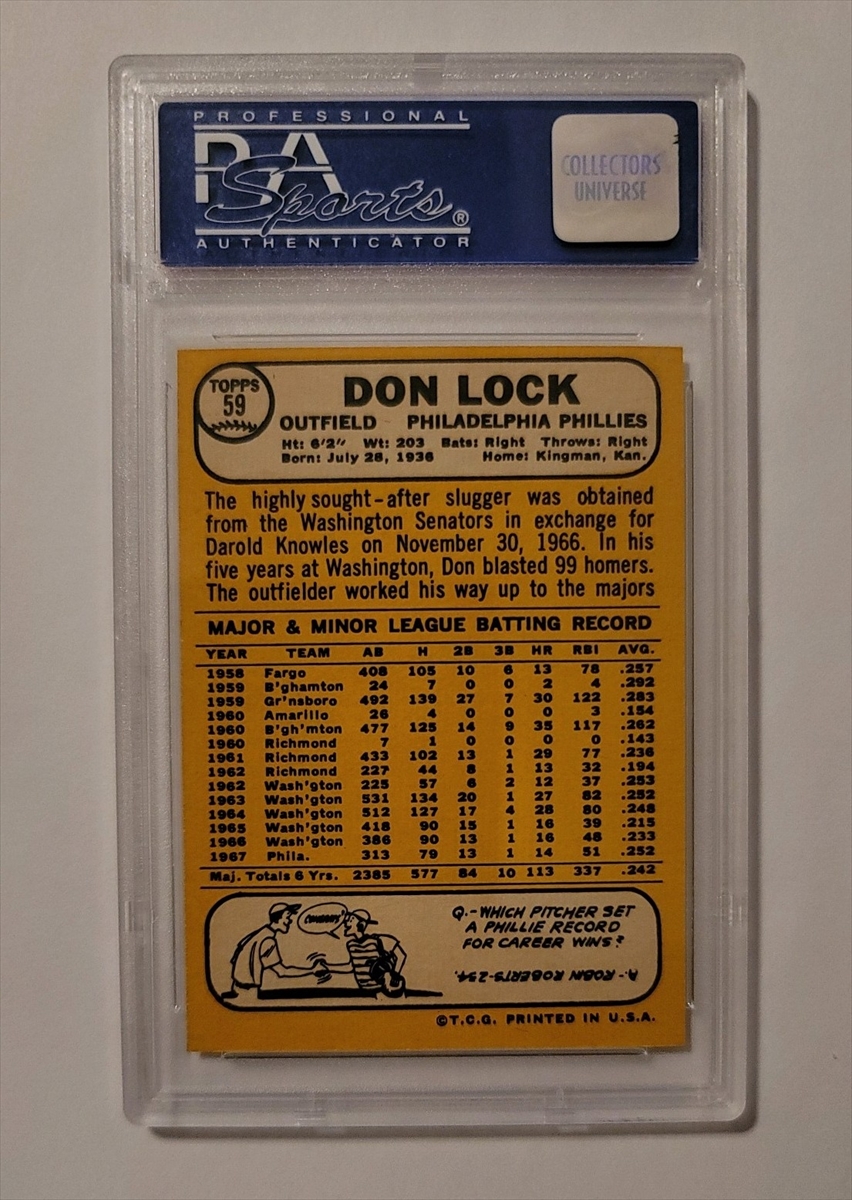 PROFESSIONAL
PSA
Sports®
AUTHENTICATOR
COLLECTORS
UNIVERSE
TOPPS
59
DON LOCK
OUTFIELD PHILADELPHIA PHILLIES
Ht: 6'2" Wt: 203 Bats: Right Throws: Right
Born: July 28, 1936 Home: Kingman, Kan.
The highly sought-after slugger was obtained
from the Washington Senators in exchange for
Darold Knowles on November 30, 1966. In his
five years at Washington, Don blasted 99 homers.
The outfielder worked his way up to the majors
MAJOR & MINOR LEAGUE BATTING RECORD
YEAR TEAM AB H 2B 3B HR RBI AVG.
1958 Fargo 408 105 10 6 13 78 .257
1959 B'ghamton 24 7 0 0 2 4 .292
1959 Gr'nsboro 492 139 27 7 30 122 .283
1960 Amarillo 26 4 0 0 0 3 .154
1960 B'gh'mton 477 125 14 9 35 117 .262
1960 Richmond 7 1 0 0 0 0 .143
1961 Richmond 433 102 13 1 29 77 .236
1962 Richmond 227 44 8 1 13 32 .194
1962 Wash'gton 225 57 6 2 12 37 .253
1963 Wash'gton 531 134 20 1 27 82 .252
1964 Wash'gton 512 127 17 4 28 80 .248
1965 Wash'gton 418 90 15 1 16 39 .215
1966 Wash'gton 386 90 13 1 16 48 .233
1967 Phila. 313 79 13 1 14 51 .252
Maj. Totals 6 Yrs. 2385 577 84 10 113 337 .242
Q.-WHICH PITCHER SET
A PHILLIE RECORD
FOR CAREER WINS?
A.-ROBIN ROBERTS-234.
©T.C.G. PRINTED IN U.S.A.